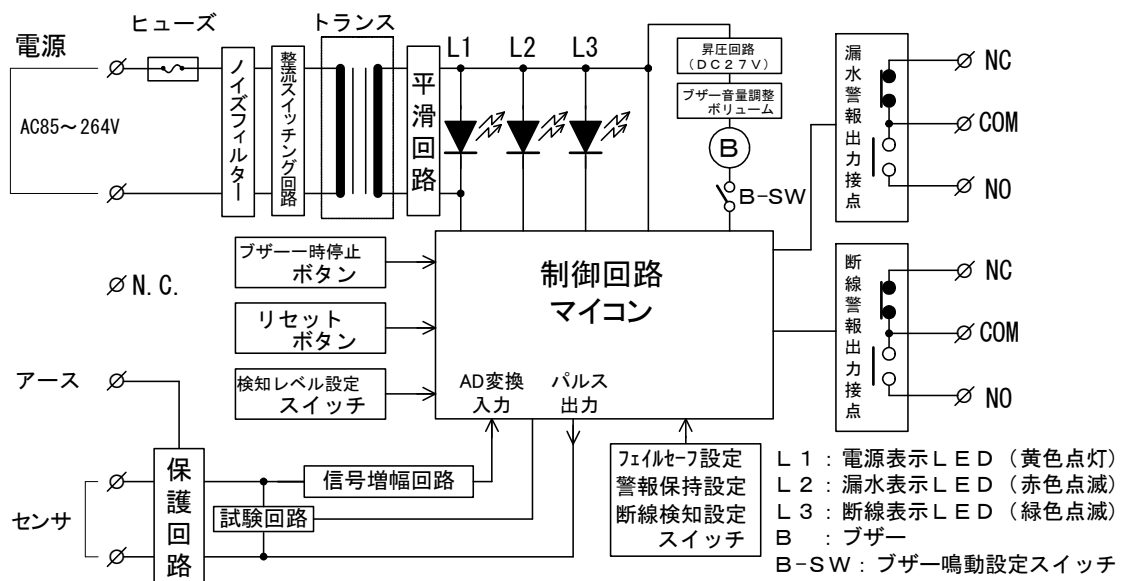 電源
ヒューズ
トランス
L1
L2
L3
AC85～264V
ノイズフィルター
整流スイッチング回路
平滑回路
昇圧回路
（DC27V）
ブザー音量調整
ボリューム
B
B-SW
漏水警報出力接点
NC
COM
NO
ブザー一時停止
ボタン
リセット
ボタン
検知レベル設定
スイッチ
制御回路
マイコン
AD変換
入力
パルス
出力
断線警報出力接点
NC
COM
NO
N.C.
アース
センサ
保護回路
信号増幅回路
試験回路
フェイルセーフ設定
警報保持設定
断線検知設定
スイッチ
L1：電源表示LED（黄色点灯）
L2：漏水表示LED（赤色点滅）
L3：断線表示LED（緑色点滅）
B：ブザー
B-SW：ブザー鳴動設定スイッチ